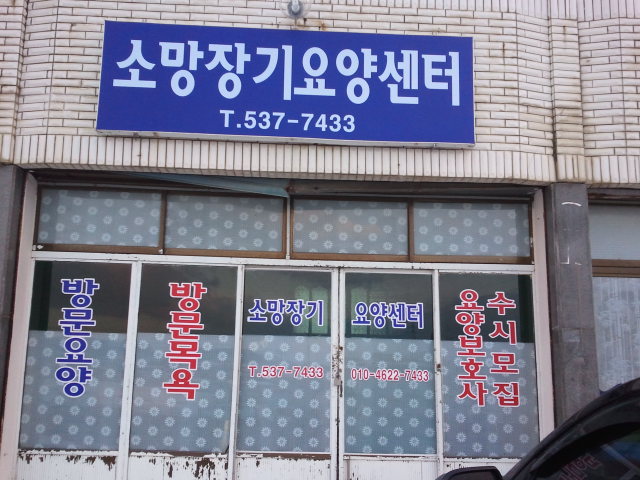 소망장기요양센터
T.537-7433
방문요양
방문목욕
소망장기 요양센터
T.537-7433
010-4622-7433
수시모집
요양보호사